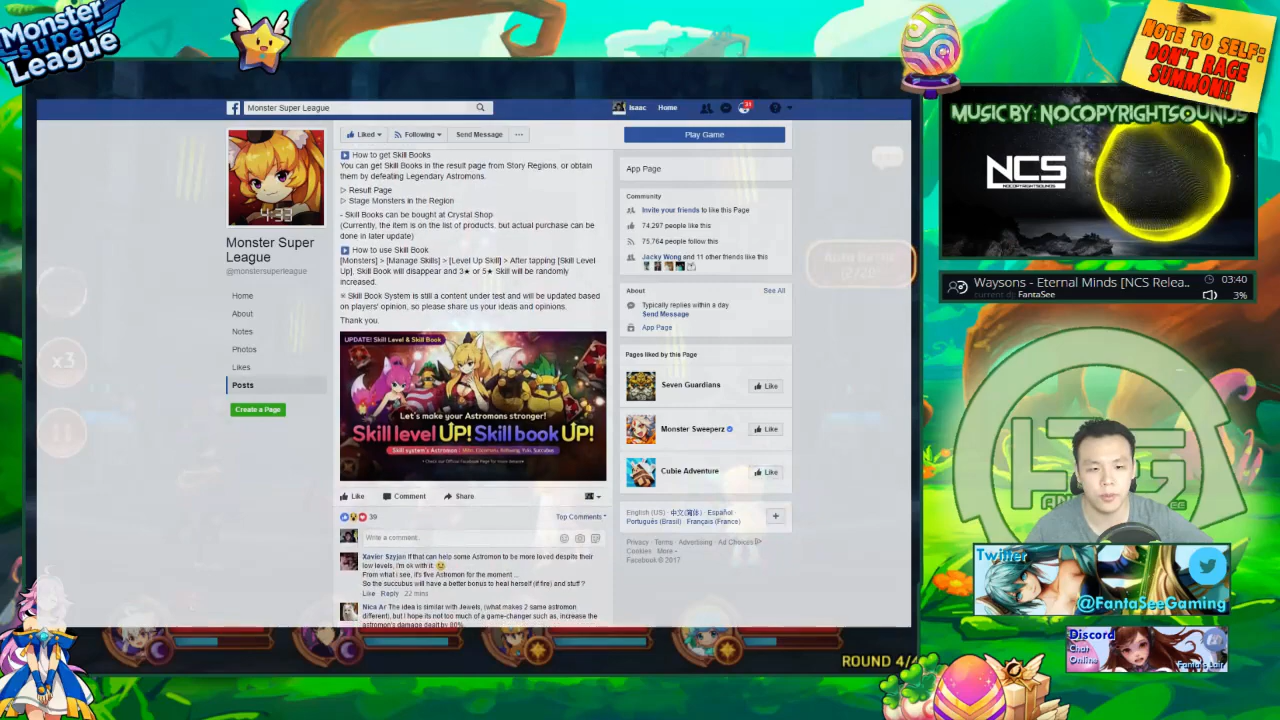 Monster
super
League
NOTE TO SELF:
DON'T RAGE
SUMMON!!
Monster Super League
Isaac
Home
31
Liked
Following
Send Message
Play Game
4:33
Monster Super
League
@monstersuperleague
Home
About
Notes
Photos
Likes
Posts
Create a Page
How to get Skill Books
You can get Skill Books in the result page from Story Regions, or obtain
them by defeating Legendary Astromons.
▷ Result Page
▷ Stage Monsters in the Region
- Skill Books can be bought at Crystal Shop
(Currently, the item is on the list of products, but actual purchase can be
done in later update)
How to use Skill Book
[Monsters] > [Manage Skills] > [Level Up Skill] > After tapping [Skill Level
Up], Skill Book will disappear and 3★ or 5★ Skill will be randomly
increased.
※ Skill Book System is still a content under test and will be updated based
on players' opinion, so please share us your ideas and opinions.
Thank you.
UPDATE! Skill Level & Skill Book
Let's make your Astromons stronger!
Skill level UP! Skill book UP!
Like
Comment
Share
39
Top Comments
Write a comment...
Xavier Szyjan If that can help some Astromon to be more loved despite their
low levels, i'm ok with it.
From what i see, it's five Astromon for the moment ...
So the succubus will have a better bonus to heal herself (if fire) and stuff ?
Like · Reply · 22 mins
Nica Ar The idea is similar with Jewels, (what makes 2 same astromon
different), but I hope its not too much of a game-changer such as, increase the
astromon's damage dealt by 80%
App Page
Community
Invite your friends to like this Page
74,297 people like this
75,764 people follow this
Jacky Wong and 11 other friends like this
About
See All
Typically replies within a day
Send Message
App Page
Pages liked by this Page
Seven Guardians
Like
Monster Sweeperz
Like
Cubie Adventure
Like
English (US) · 中文(简体) · Español ·
Português (Brasil) · Français (France)
Privacy · Terms · Advertising · Ad Choices
Cookies · More
Facebook © 2017
x3
ROUND 4/
MUSIC BY: NOCOPYRIGHTSOUNDS
NCS
NOCOPYRIGHTSOUNDS
Waysons - Eternal Minds [NCS Relea..
03:40
current dj FantaSee
3%
Twitter
@FantaSeeGaming
Discord
Chat
Online
Fanta's Lair